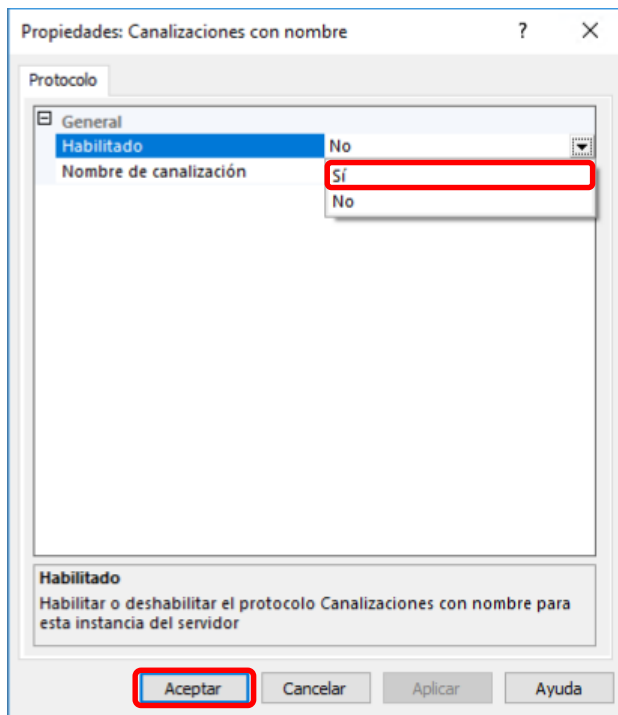 Propiedades: Canalizaciones con nombre ? ×
Protocolo
General
Habilitado No
Nombre de canalización Sí
No
Habilitado
Habilitar o deshabilitar el protocolo Canalizaciones con nombre para
esta instancia del servidor
Aceptar Cancelar Aplicar Ayuda